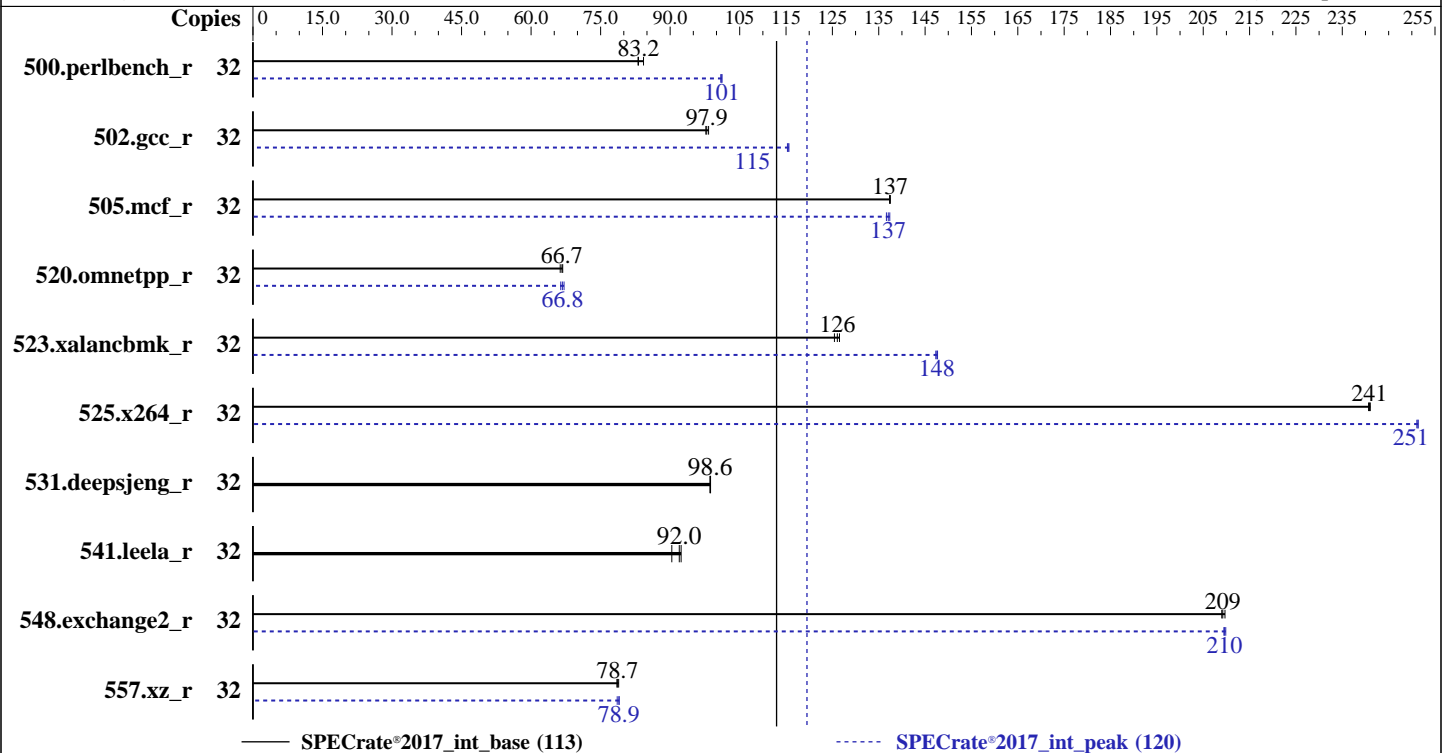 Copies 0 15.0 30.0 45.0 60.0 75.0 90.0 105 115 125 135 145 155 165 175 185 195 205 215 225 235 255
83.2
500.perlbench_r 32
101
97.9
502.gcc_r 32
115
137
505.mcf_r 32
137
66.7
520.omnetpp_r 32
66.8
126
523.xalancbmk_r 32
148
241
525.x264_r 32
251
98.6
531.deepsjeng_r 32
92.0
541.leela_r 32
209
548.exchange2_r 32
210
78.7
557.xz_r 32
78.9
SPECrate®2017_int_base (113) SPECrate®2017_int_peak (120)